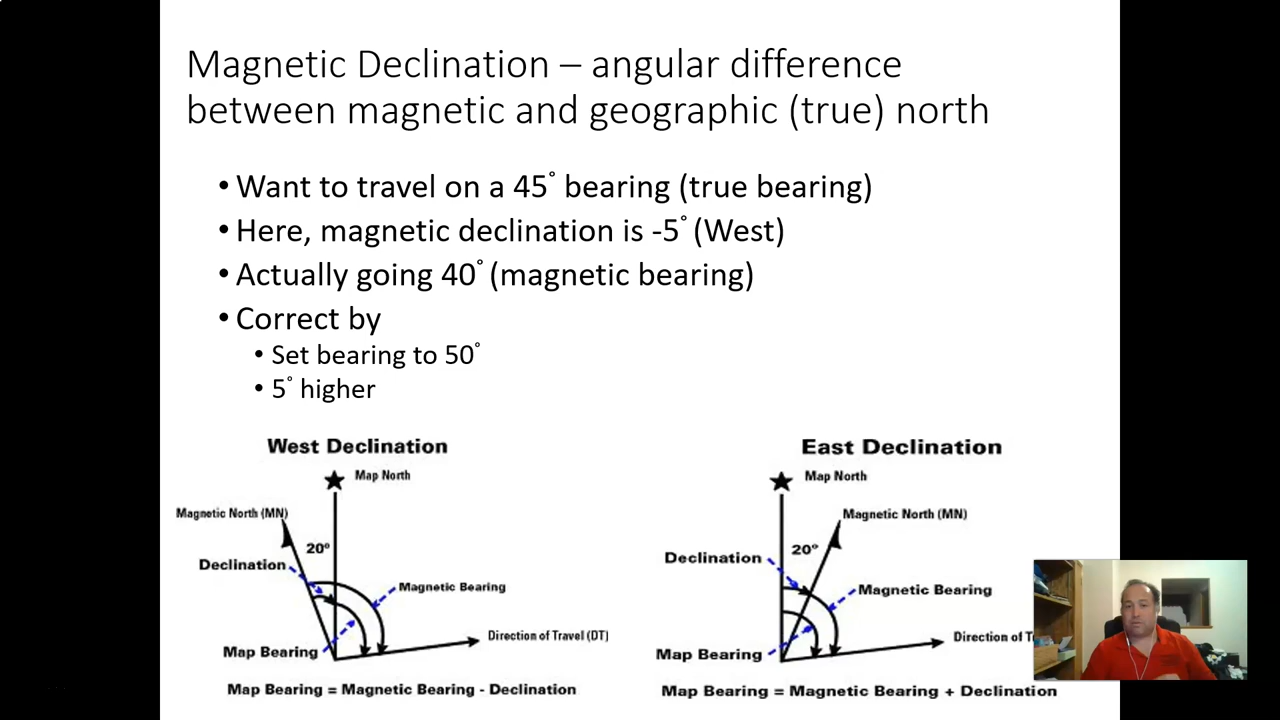 Magnetic Declination – angular difference
between magnetic and geographic (true) north
• Want to travel on a 45° bearing (true bearing)
• Here, magnetic declination is -5° (West)
• Actually going 40° (magnetic bearing)
• Correct by
• Set bearing to 50°
• 5° higher
West Declination
Map North
Magnetic North (MN)
20º
Declination
Magnetic Bearing
Direction of Travel (DT)
Map Bearing
Map Bearing = Magnetic Bearing - Declination
East Declination
Map North
Magnetic North (MN)
20º
Declination
Magnetic Bearing
Direction of
Map Bearing
Map Bearing = Magnetic Bearing + Declination